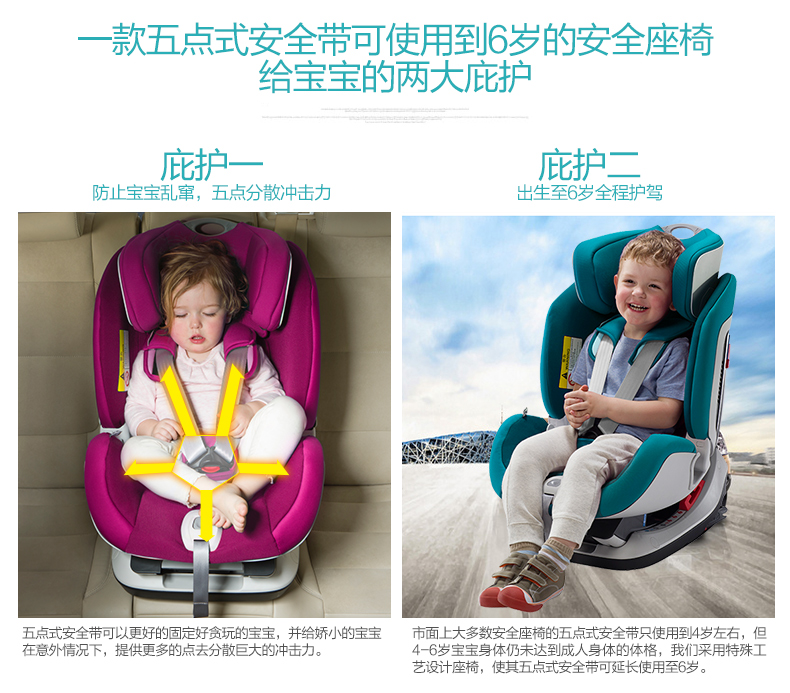 一款五点式安全带可使用到6岁的安全座椅
给宝宝的两大庇护
庇护一
防止宝宝乱窜，五点分散冲击力
庇护二
出生至6岁全程护驾
五点式安全带可以更好的固定好贪玩的宝宝，并给娇小的宝宝
在意外情况下，提供更多的点去分散巨大的冲击力。
市面上大多数安全座椅的五点式安全带只使用到4岁左右，但
4-6岁宝宝身体仍未达到成人身体的体格，我们采用特殊工
艺设计座椅，使其五点式安全带可延长使用至6岁。